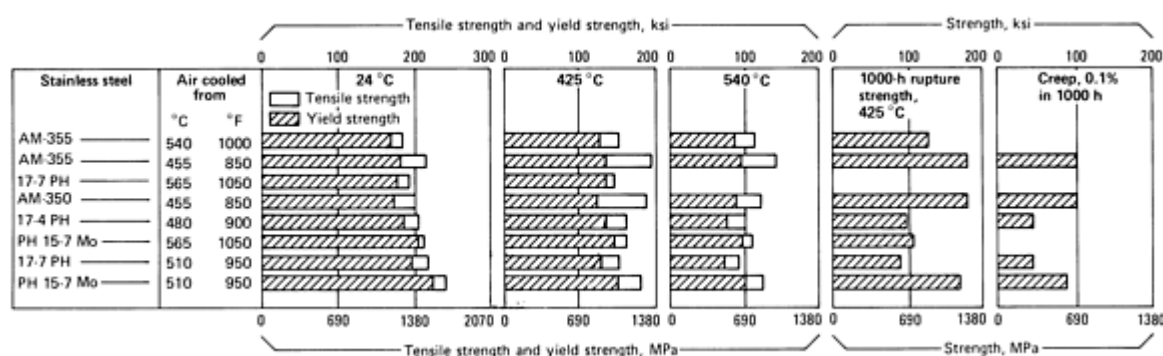 Tensile strength and yield strength, ksi
Strength, ksi
0 100 200 300 0 100 200 0 100 200 0 100 200 0 100 200
Stainless steel
Air cooled from
°C °F
24 °C
Tensile strength
Yield strength
425 °C
540 °C
1000-h rupture strength, 425 °C
Creep, 0.1% in 1000 h
AM-355 540 1000
AM-355 455 850
17-7 PH 565 1050
AM-350 455 850
17-4 PH 480 900
PH 15-7 Mo 565 1050
17-7 PH 510 950
PH 15-7 Mo 510 950
0 690 1380 2070 0 690 1380 0 690 1380 0 690 1380 0 690 1380
Tensile strength and yield strength, MPa
Strength, MPa